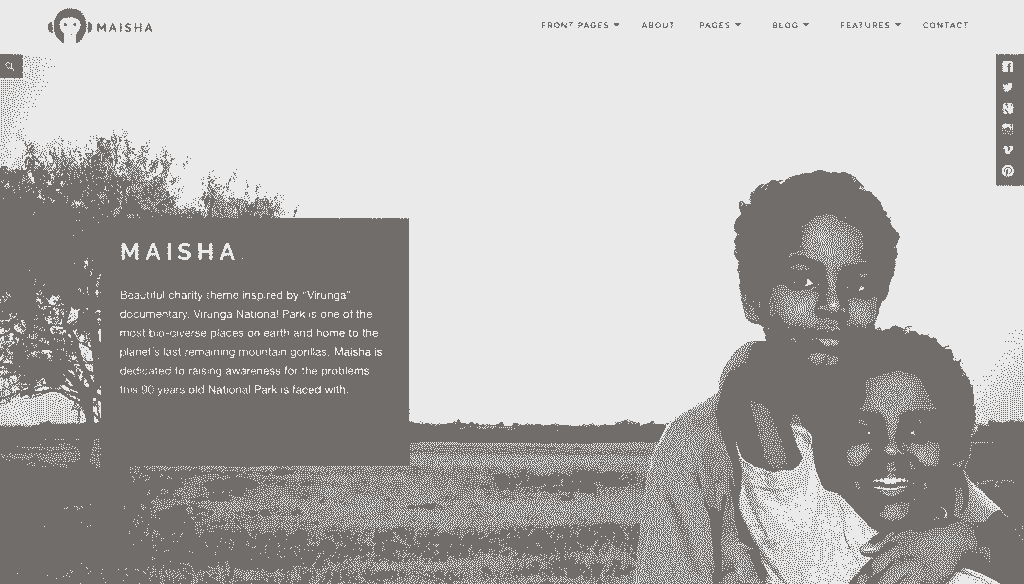 MAISHA
FRONT PAGES
ABOUT
PAGES
BLOG
FEATURES
CONTACT
MAISHA.
Beautiful charity theme inspired by "Virunga"
documentary. Virunga National Park is one of the
most bio-diverse places on earth and home to the
planet's last remaining mountain gorillas. Maisha is
dedicated to raising awareness for the problems
this 90 years old National Park is faced with.